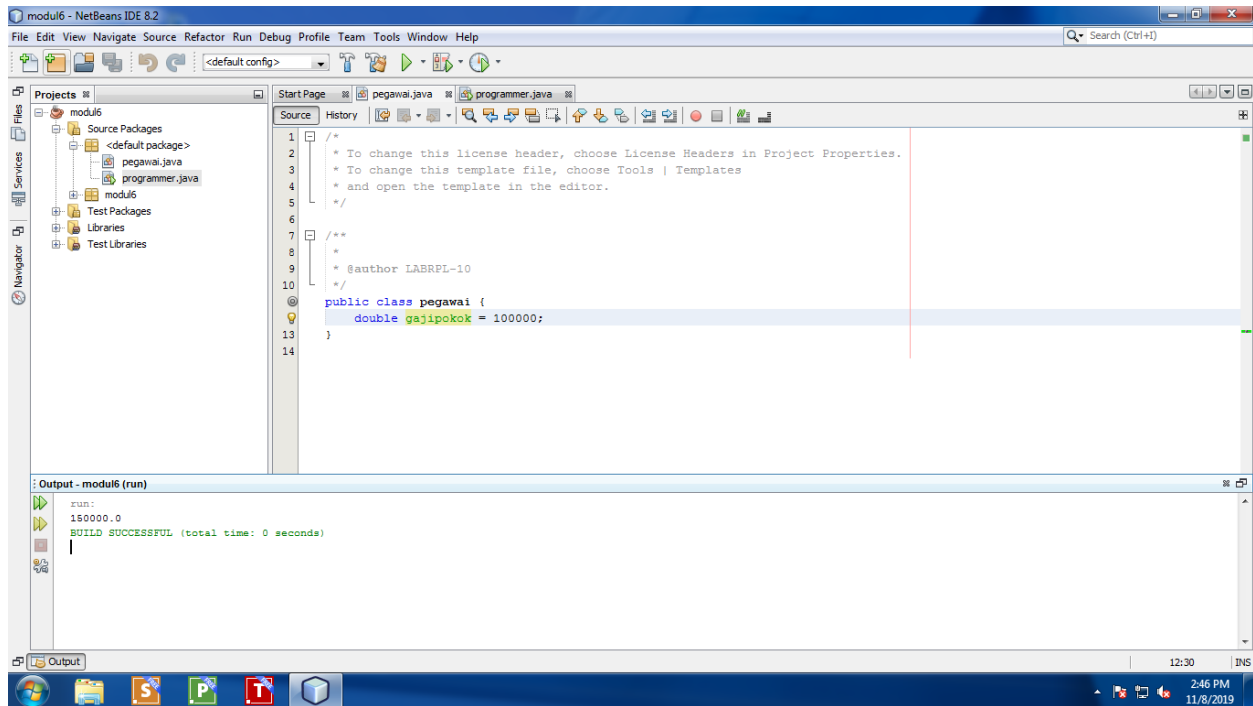 modul6 - NetBeans IDE 8.2
File Edit View Navigate Source Refactor Run Debug Profile Team Tools Window Help
Search (Ctrl+I)
<default config>
Files
Services
Navigator
Projects
modul6
Source Packages
<default package>
pegawai.java
programmer.java
modul6
Test Packages
Libraries
Test Libraries
Start Page pegawai.java programmer.java
Source History
1 /*
2 * To change this license header, choose License Headers in Project Properties.
3 * To change this template file, choose Tools | Templates
4 * and open the template in the editor.
5 */
6
7 /**
8 *
9 * @author LABRPL-10
10 */
public class pegawai {
double gajipokok = 100000;
13 }
14
Output - modul6 (run)
run:
150000.0
BUILD SUCCESSFUL (total time: 0 seconds)
Output
12:30 INS
S P T
2:46 PM
11/8/2019